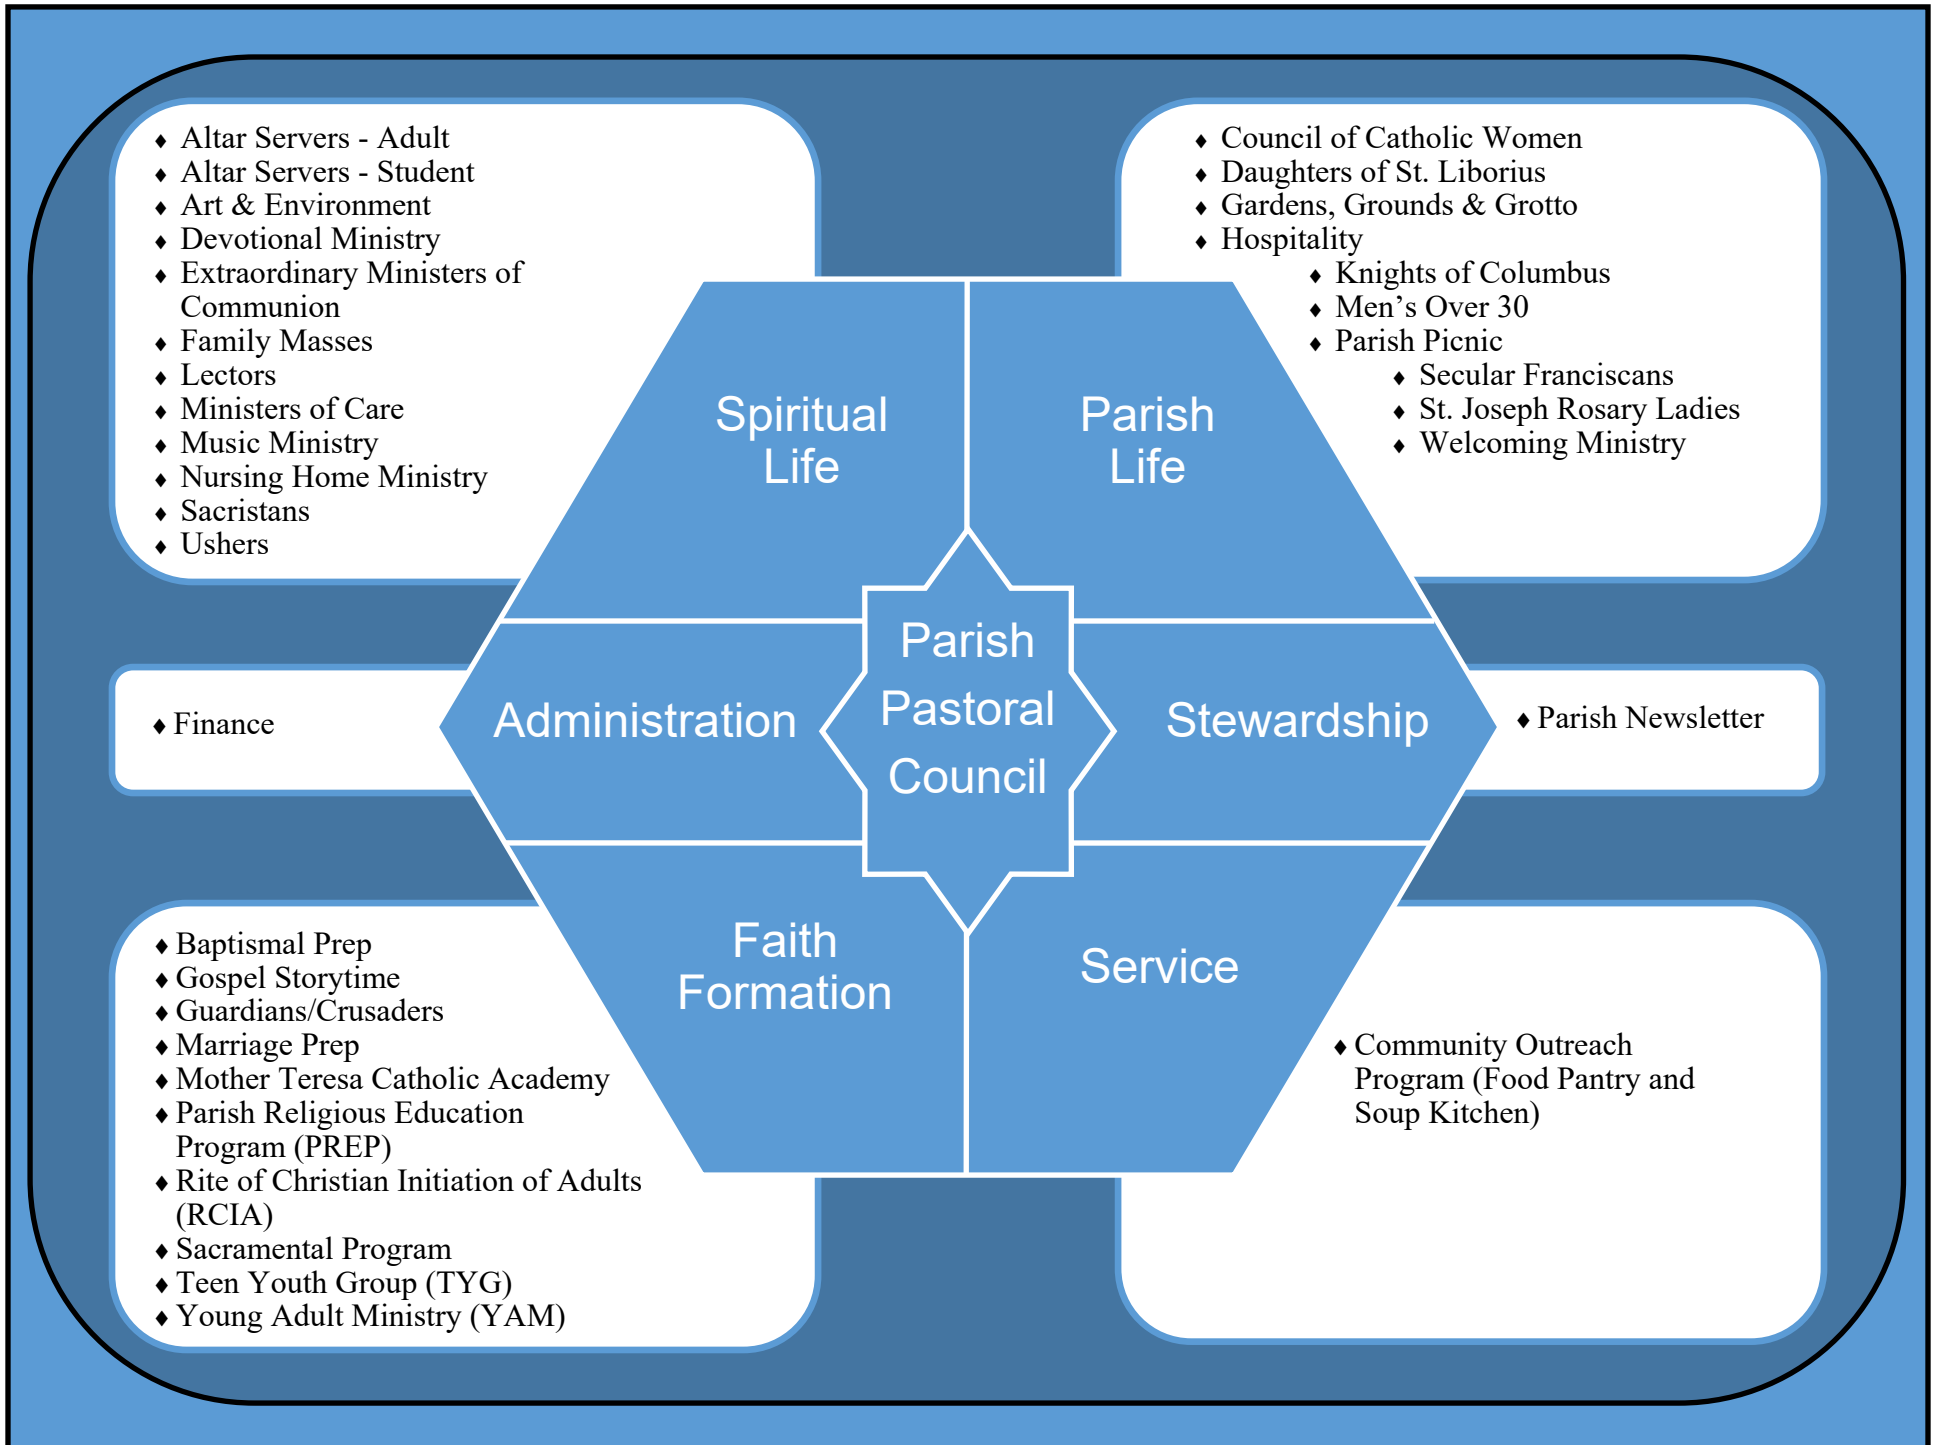 ♦ Altar Servers - Adult
♦ Altar Servers - Student
♦ Art & Environment
♦ Devotional Ministry
♦ Extraordinary Ministers of
Communion
♦ Family Masses
♦ Lectors
♦ Ministers of Care
♦ Music Ministry
♦ Nursing Home Ministry
♦ Sacristans
♦ Ushers
♦ Council of Catholic Women
♦ Daughters of St. Liborius
♦ Gardens, Grounds & Grotto
♦ Hospitality
♦ Knights of Columbus
♦ Men’s Over 30
♦ Parish Picnic
♦ Secular Franciscans
♦ St. Joseph Rosary Ladies
♦ Welcoming Ministry
Spiritual
Life
Parish
Life
♦ Finance
Administration
Parish
Pastoral
Council
Stewardship
♦ Parish Newsletter
Faith
Formation
Service
♦ Baptismal Prep
♦ Gospel Storytime
♦ Guardians/Crusaders
♦ Marriage Prep
♦ Mother Teresa Catholic Academy
♦ Parish Religious Education
Program (PREP)
♦ Rite of Christian Initiation of Adults
(RCIA)
♦ Sacramental Program
♦ Teen Youth Group (TYG)
♦ Young Adult Ministry (YAM)
♦ Community Outreach
Program (Food Pantry and
Soup Kitchen)